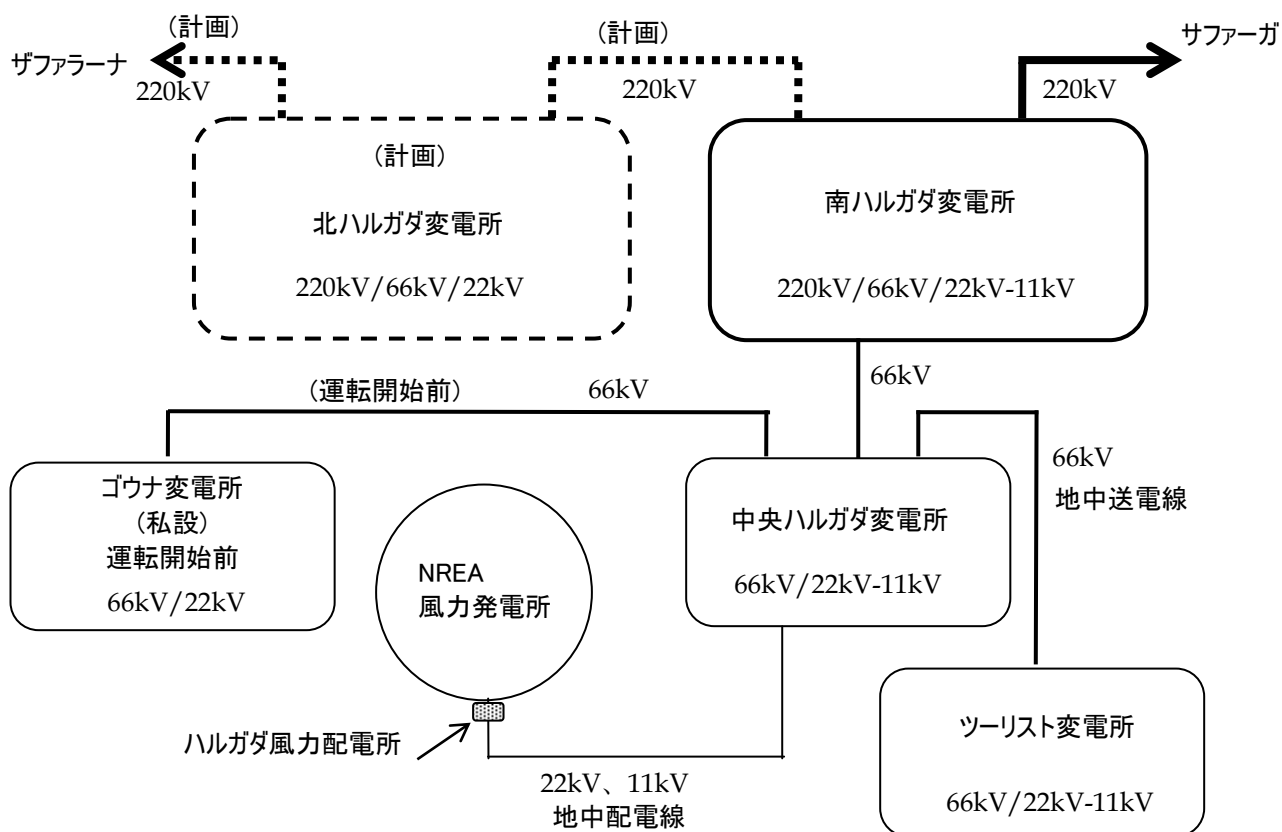 (計画)
(計画)
サファーガ
ザファラーナ
220kV
220kV
220kV
(計画)
北ハルガダ変電所
220kV/66kV/22kV
南ハルガダ変電所
220kV/66kV/22kV-11kV
(運転開始前)
66kV
66kV
ゴウナ変電所
(私設)
運転開始前
66kV/22kV
NREA
風力発電所
中央ハルガダ変電所
66kV/22kV-11kV
66kV
地中送電線
ハルガダ風力配電所
22kV、11kV
地中配電線
ツーリスト変電所
66kV/22kV-11kV